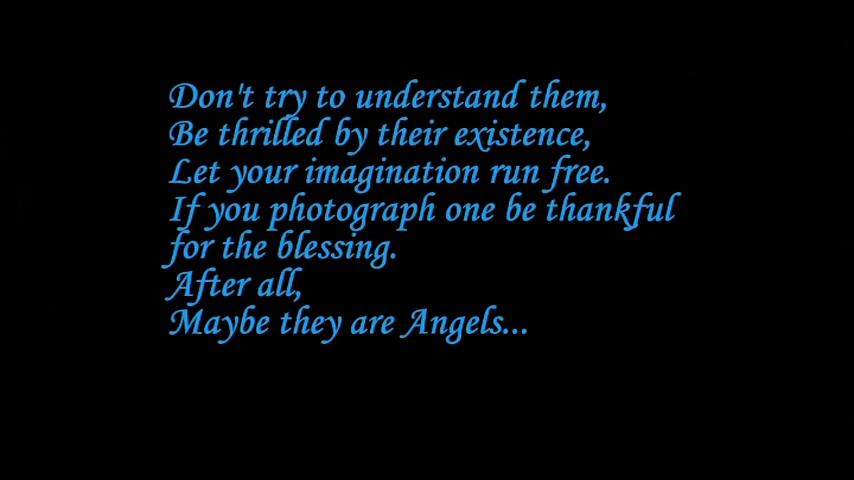 Don't try to understand them,
Be thrilled by their existence,
Let your imagination run free.
If you photograph one be thankful
for the blessing.
After all,
Maybe they are Angels...